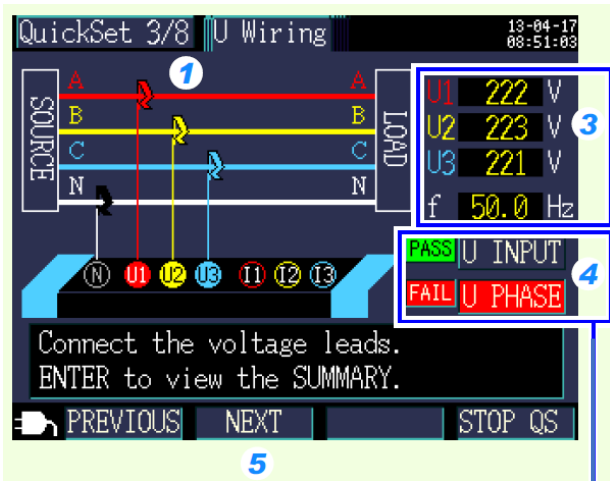 QuickSet 3/8 U Wiring 13-04-17
08:51:03
1
A A
B B
C C
N N
SOURCE
LOAD
U1 222 V
U2 223 V
U3 221 V
f 50.0 Hz
3
PASS U INPUT
FAIL U PHASE
4
N U1 U2 U3 I1 I2 I3
Connect the voltage leads.
ENTER to view the SUMMARY.
PREVIOUS NEXT STOP QS
5